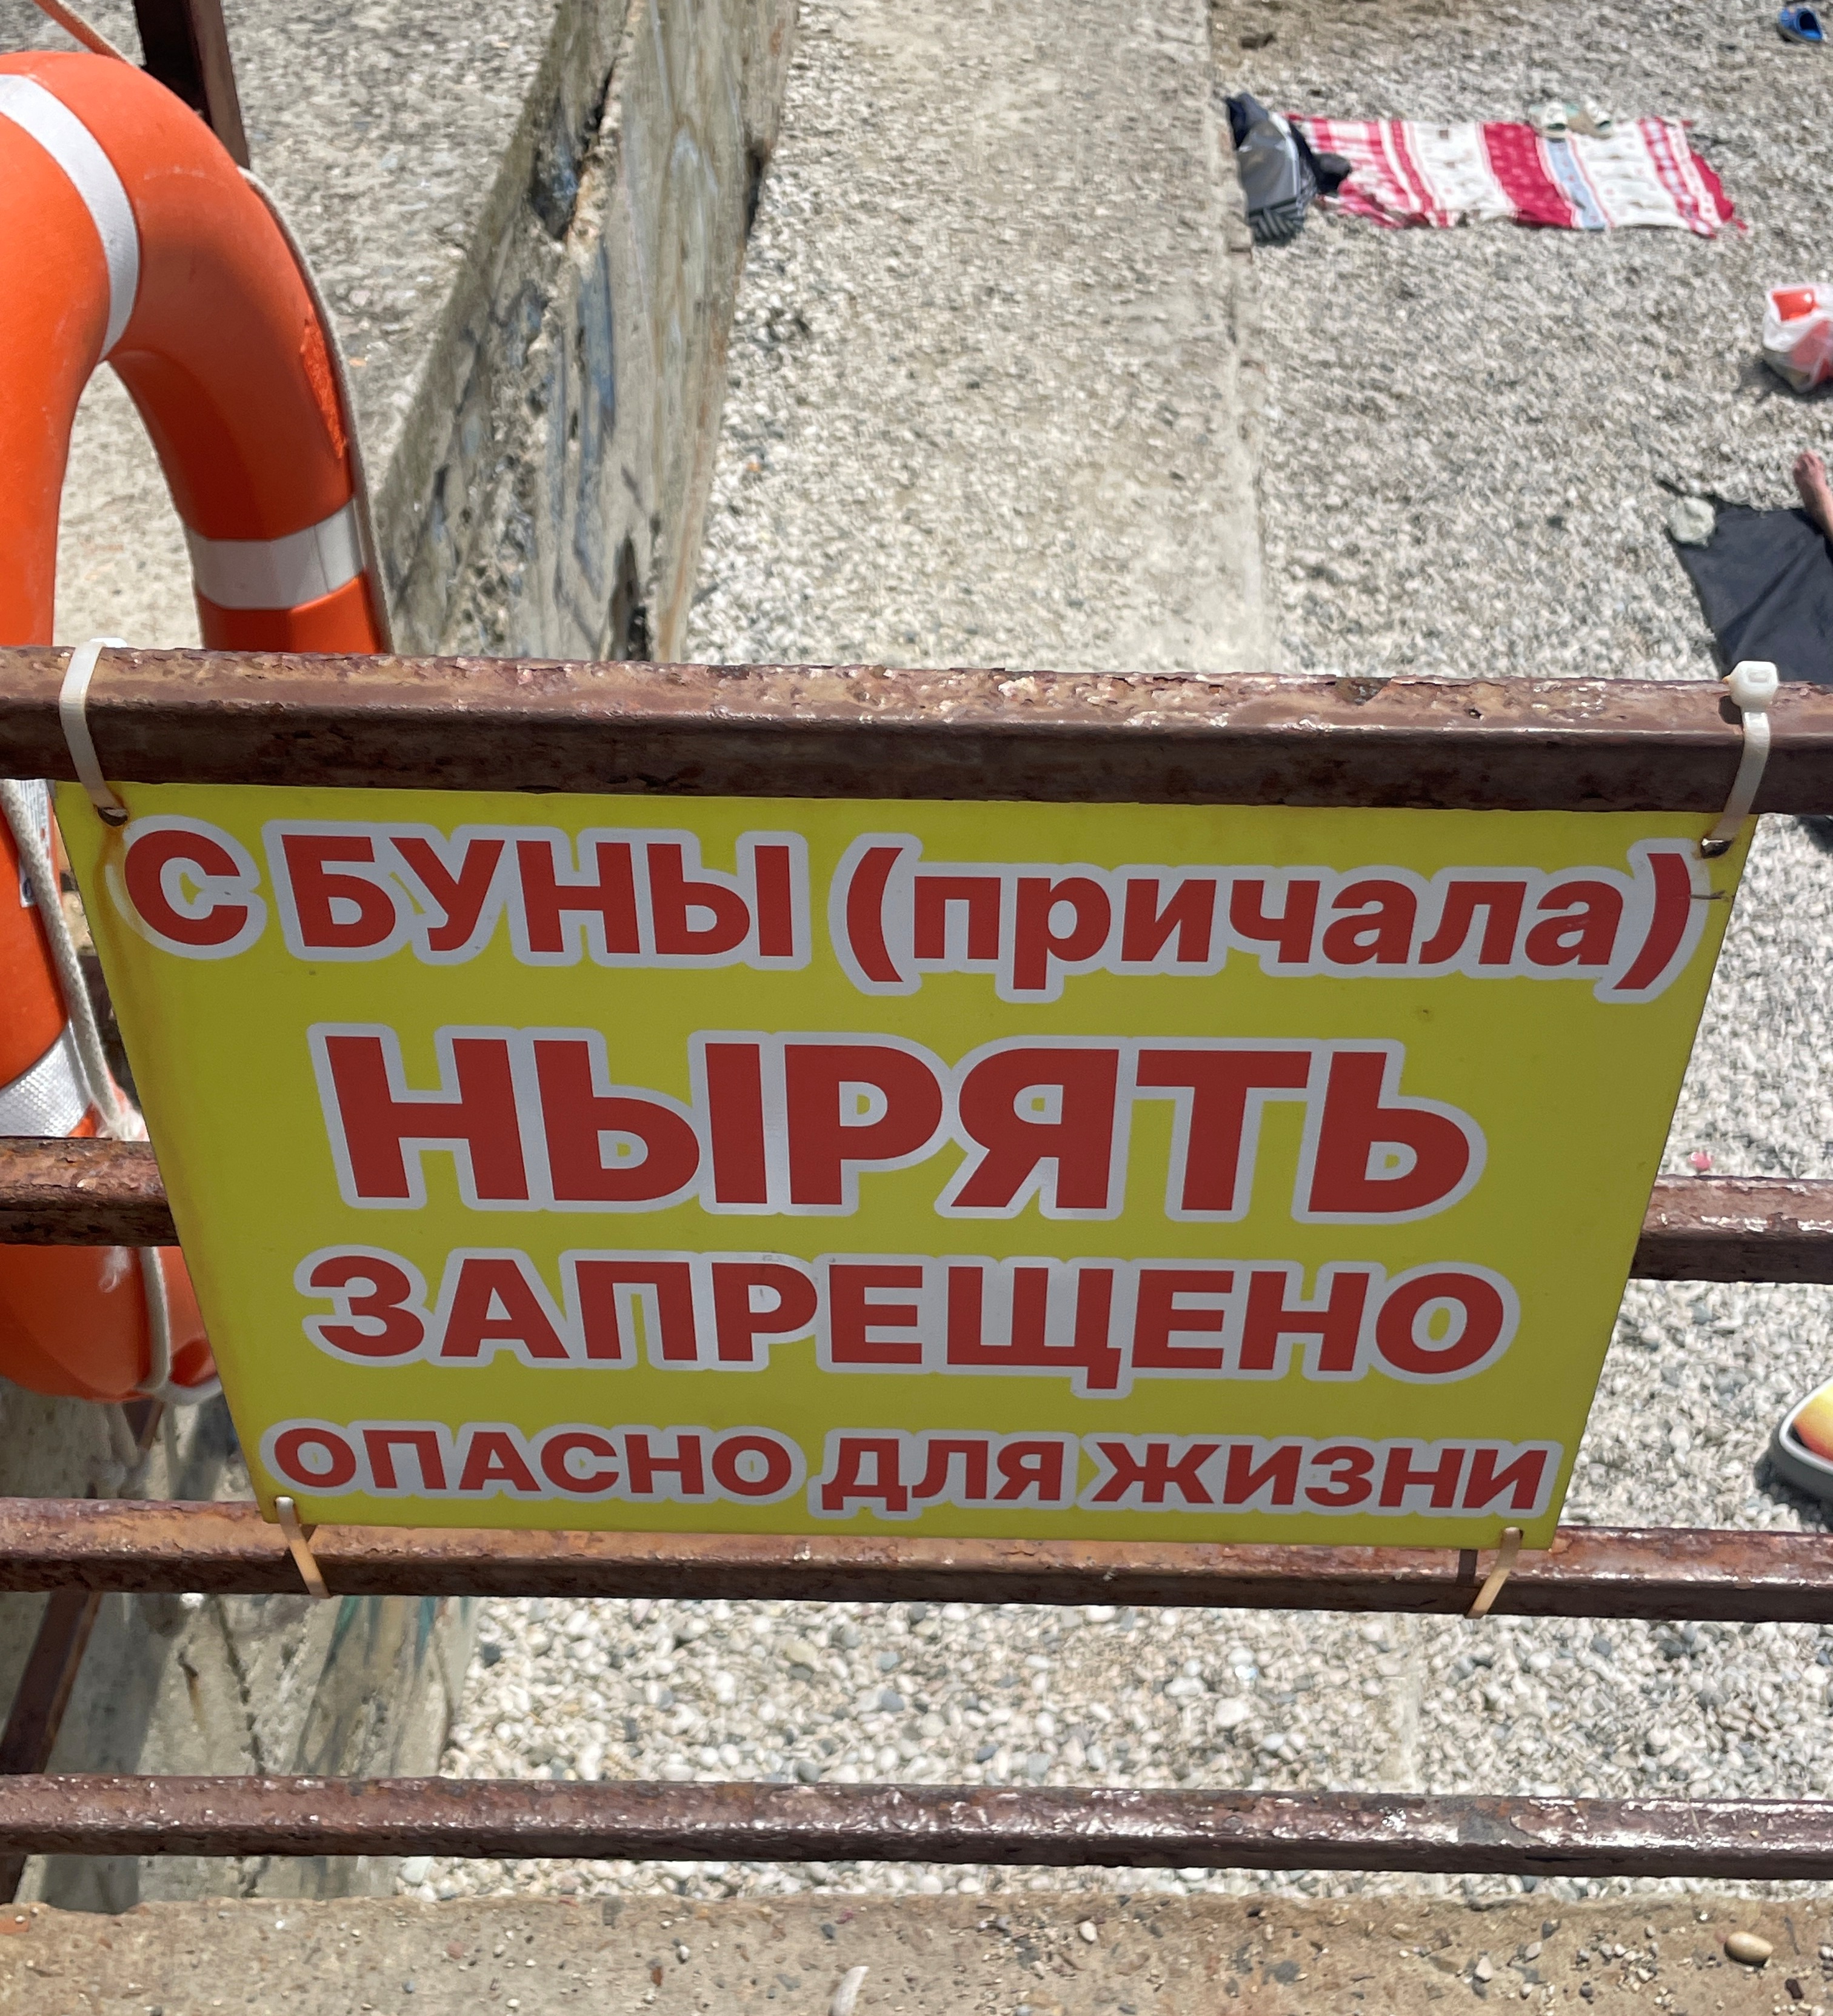 С БУНЫ (причала)
НЫРЯТЬ
ЗАПРЕЩЕНО
ОПАСНО ДЛЯ ЖИЗНИ